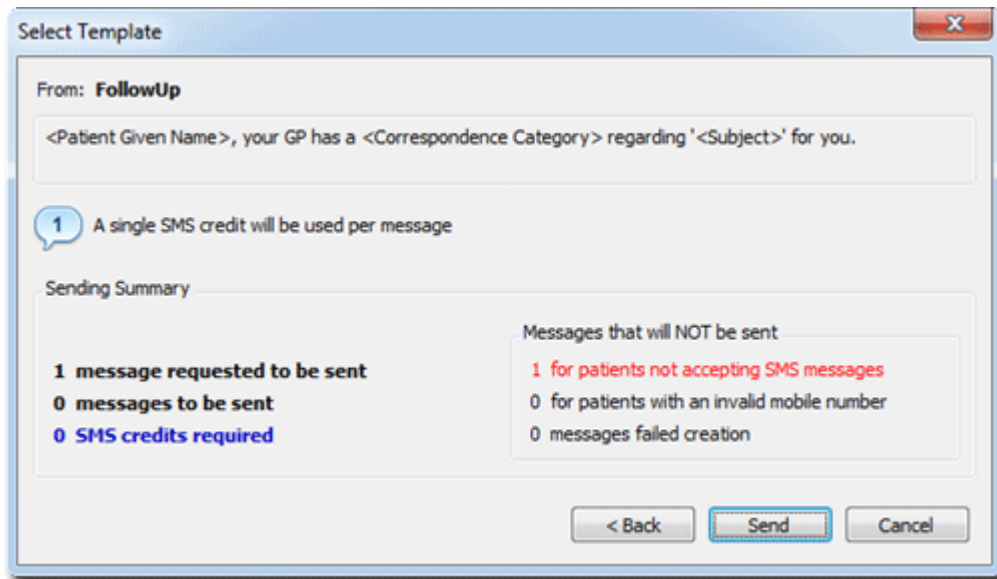 Select Template
From: FollowUp
<Patient Given Name>, your GP has a <Correspondence Category> regarding '<Subject>' for you.
1 A single SMS credit will be used per message
Sending Summary
1 message requested to be sent
0 messages to be sent
0 SMS credits required
Messages that will NOT be sent
1 for patients not accepting SMS messages
0 for patients with an invalid mobile number
0 messages failed creation
< Back Send Cancel